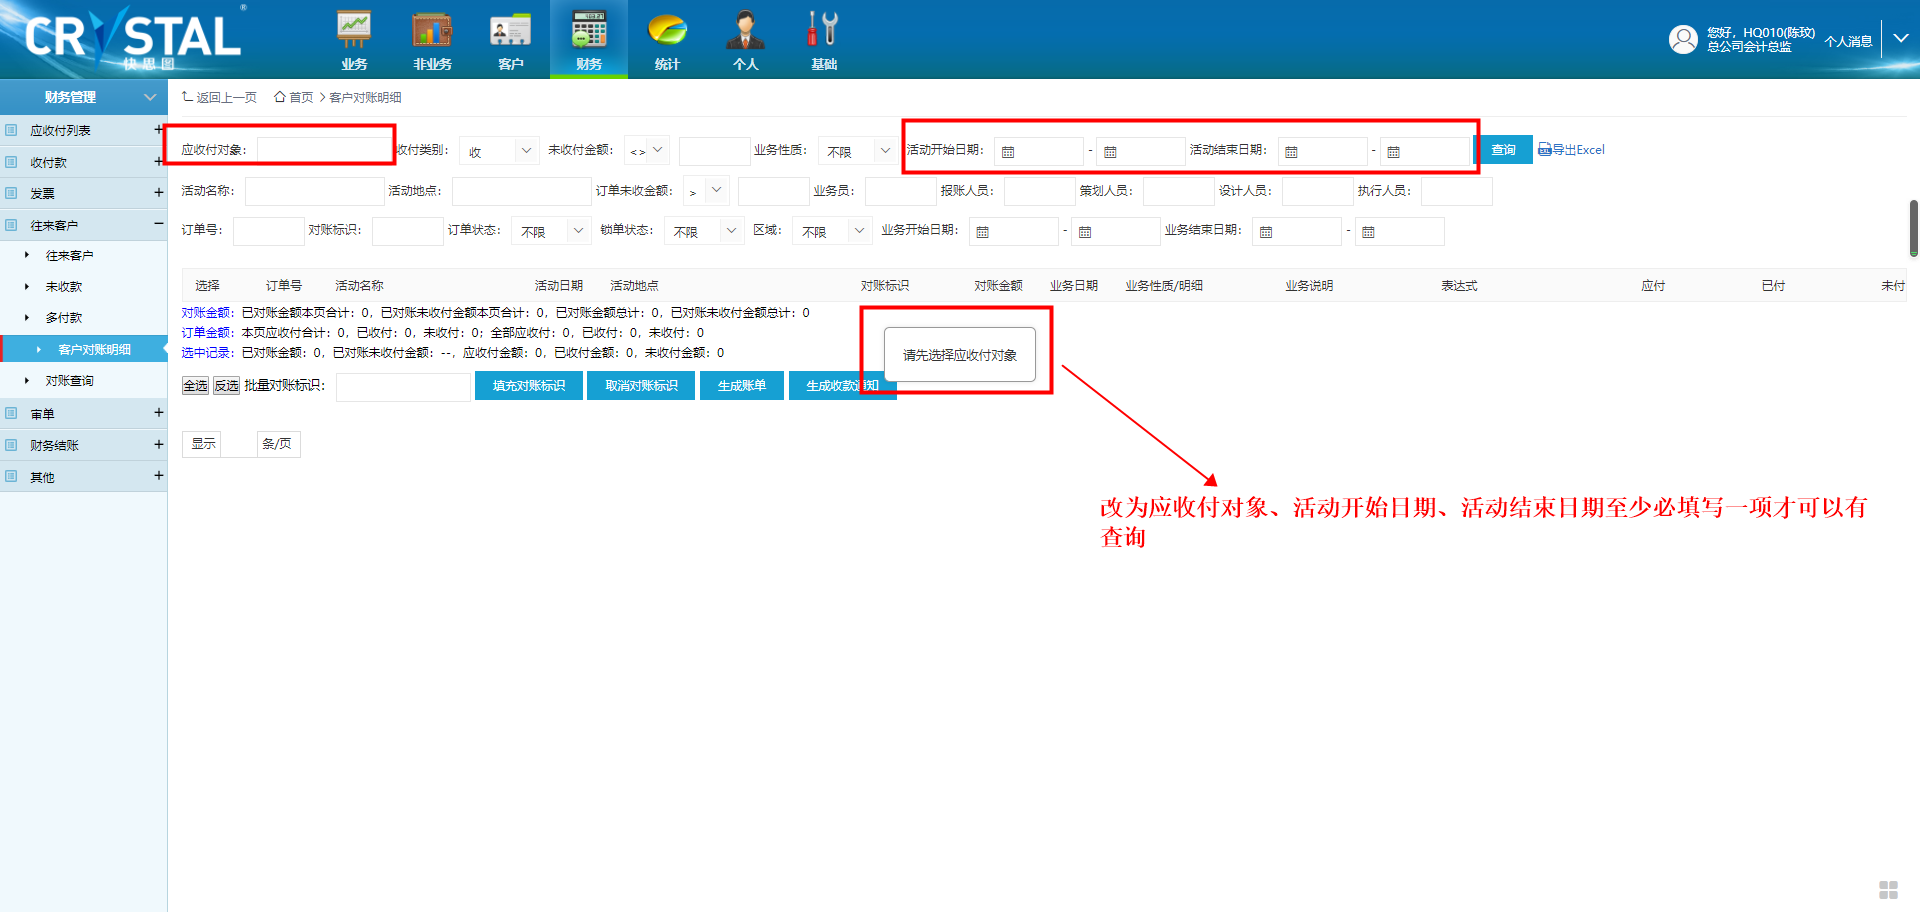 CRYSTAL ®
快思图
业务 非业务 客户 财务 统计 个人 基础
您好，HQ010(陈玟)
总公司会计总监
个人消息
财务管理
返回上一页 首页 > 客户对账明细
应收付列表 +
收付款 +
发票 +
往来客户 −
往来客户
未收款
多付款
客户对账明细
对账查询
审单 +
财务结账 +
其他 +
应收付对象： 收付类别： 收 未收付金额： <> 业务性质： 不限 活动开始日期： - 活动结束日期： - 查询 导出Excel
活动名称： 活动地点： 订单未收金额： > 业务员： 报账人员： 策划人员： 设计人员： 执行人员：
订单号： 对账标识： 订单状态： 不限 锁单状态： 不限 区域： 不限 业务开始日期： - 业务结束日期： -
选择 订单号 活动名称 活动日期 活动地点 对账标识 对账金额 业务日期 业务性质/明细 业务说明 表达式 应付 已付 未付
对账金额：已对账金额本页合计：0，已对账未收付金额本页合计：0，已对账金额总计：0，已对账未收付金额总计：0
订单金额：本页应收付合计：0，已收付：0，未收付：0；全部应收付：0，已收付：0，未收付：0
选中记录：已对账金额：0，已对账未收付金额：--，应收付金额：0，已收付金额：0，未收付金额：0
请先选择应收付对象
全选 反选 批量对账标识： 填充对账标识 取消对账标识 生成账单 生成收款通知
显示 条/页
改为应收付对象、活动开始日期、活动结束日期至少必填写一项才可以有
查询